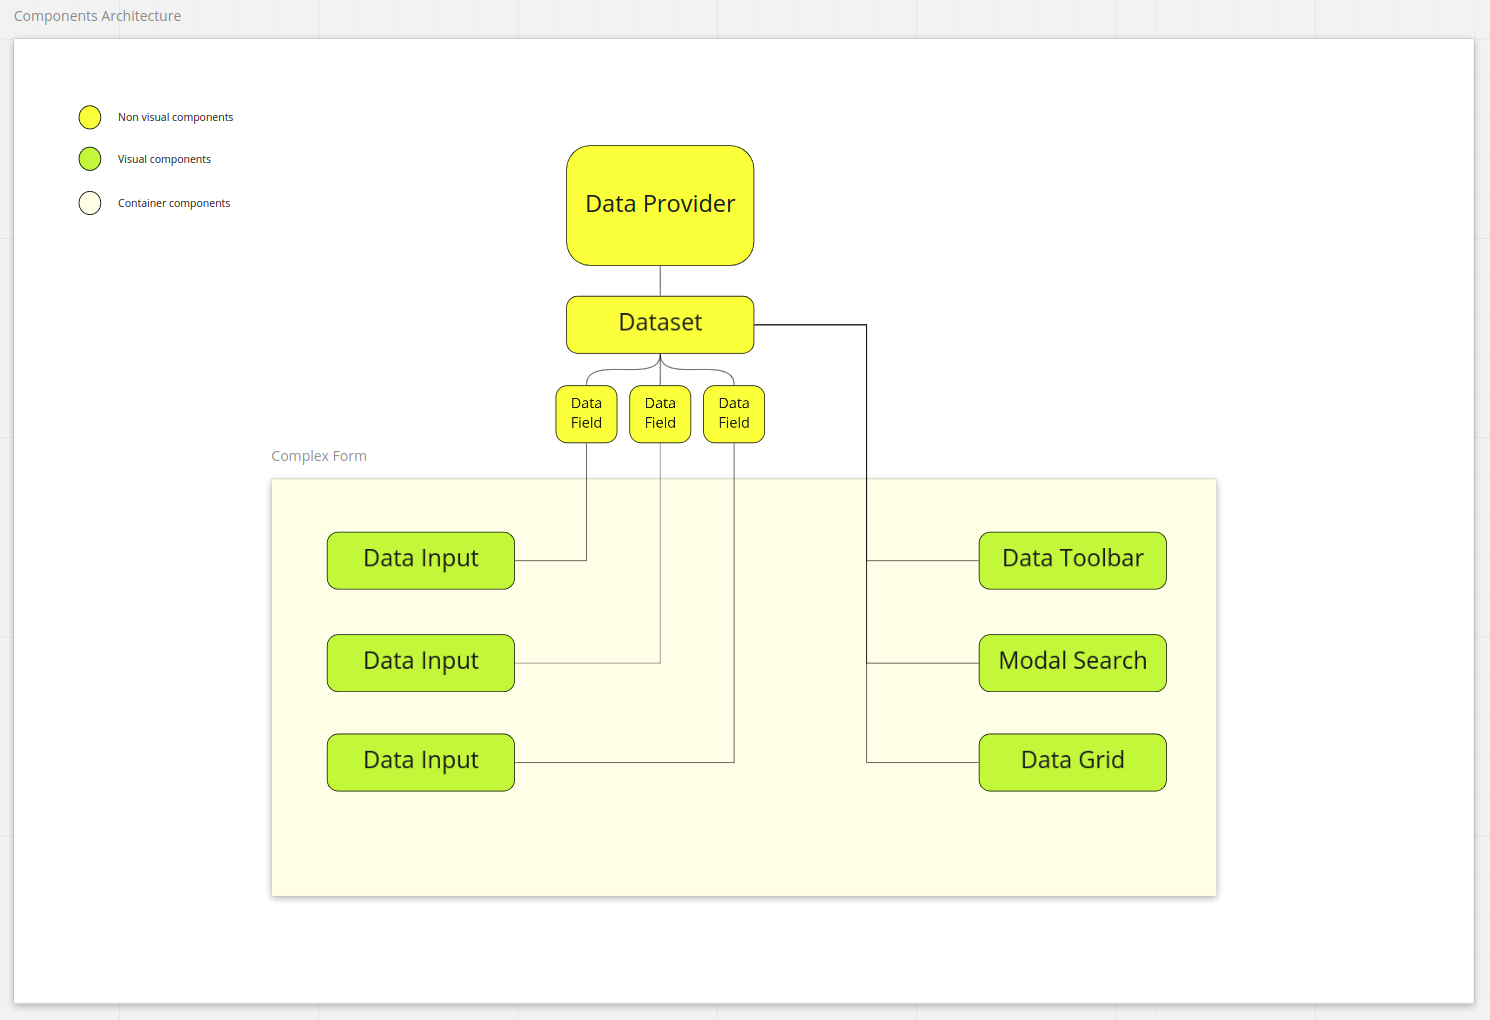 Components Architecture
Non visual components
Visual components
Container components
Data Provider
Dataset
Data
Field
Data
Field
Data
Field
Complex Form
Data Input
Data Toolbar
Data Input
Modal Search
Data Input
Data Grid